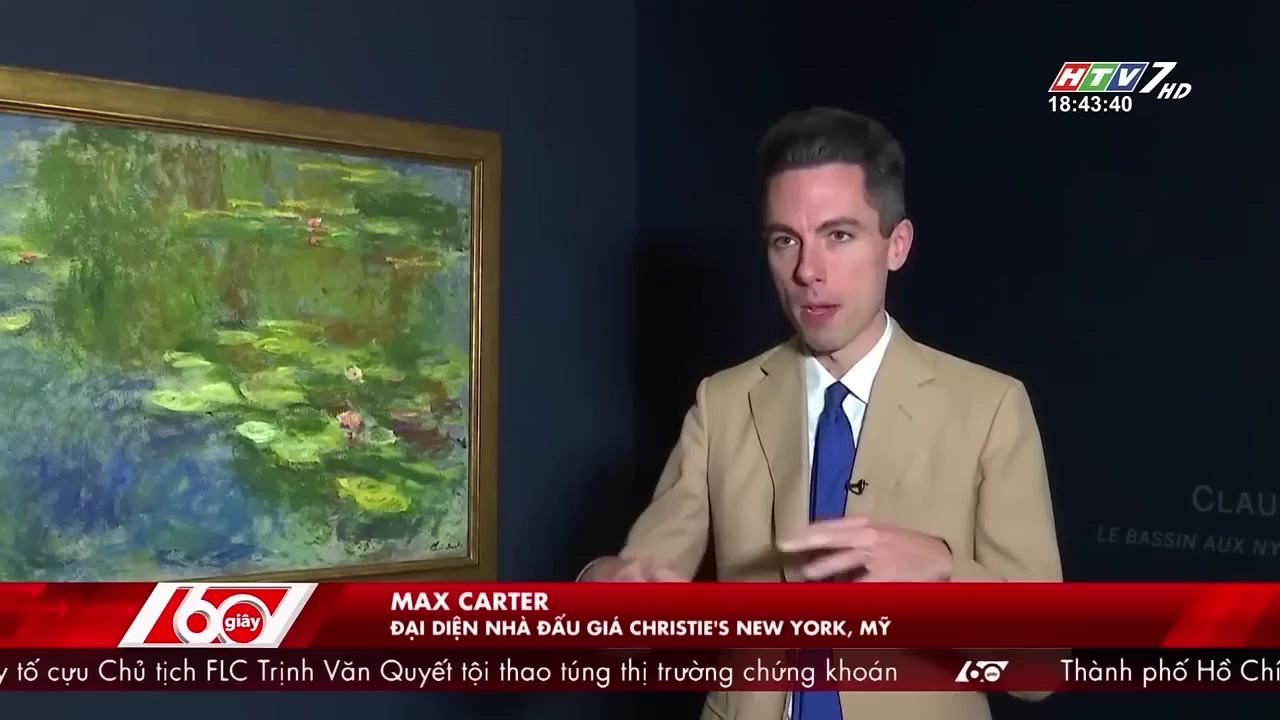 HTV7 HD
18:43:40
CLAU
LE BASSIN AUX NY
60 giây
MAX CARTER
ĐẠI DIỆN NHÀ ĐẤU GIÁ CHRISTIE'S NEW YORK, MỸ
y tố cựu Chủ tịch FLC Trịnh Văn Quyết tội thao túng thị trường chứng khoán 60 Thành phố Hồ Chí